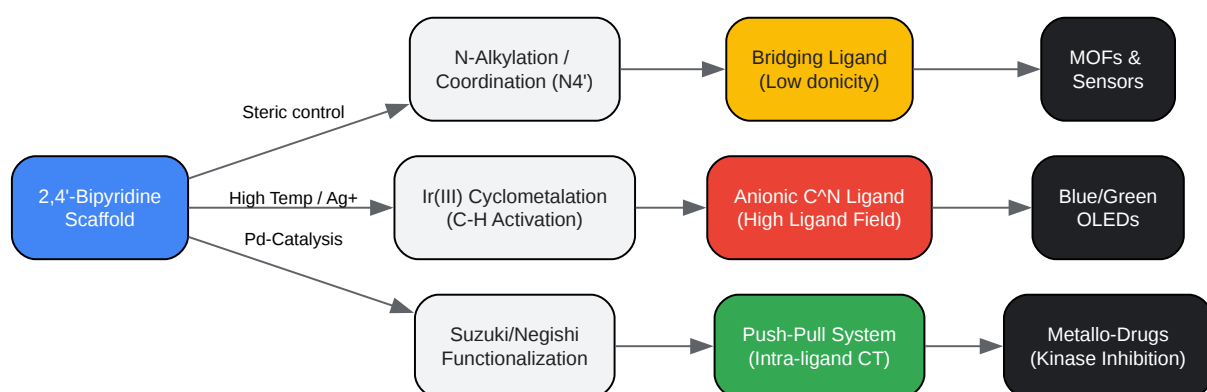 2,4'-Bipyridine
Scaffold
Steric control
High Temp / Ag+
Pd-Catalysis
N-Alkylation /
Coordination (N4')
Bridging Ligand
(Low donicity)
MOFs &
Sensors
Ir(III) Cyclometalation
(C-H Activation)
Anionic C^N Ligand
(High Ligand Field)
Blue/Green
OLEDs
Suzuki/Negishi
Functionalization
Push-Pull System
(Intra-ligand CT)
Metallo-Drugs
(Kinase Inhibition)